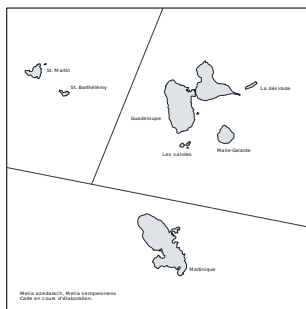 St. Martin
St. Barthélémy
La désirade
Guadeloupe
Les saintes
Maile-Galante
Martinique
Melia azedarach, Melia sempervirens
Carte en cours d'élaboration.